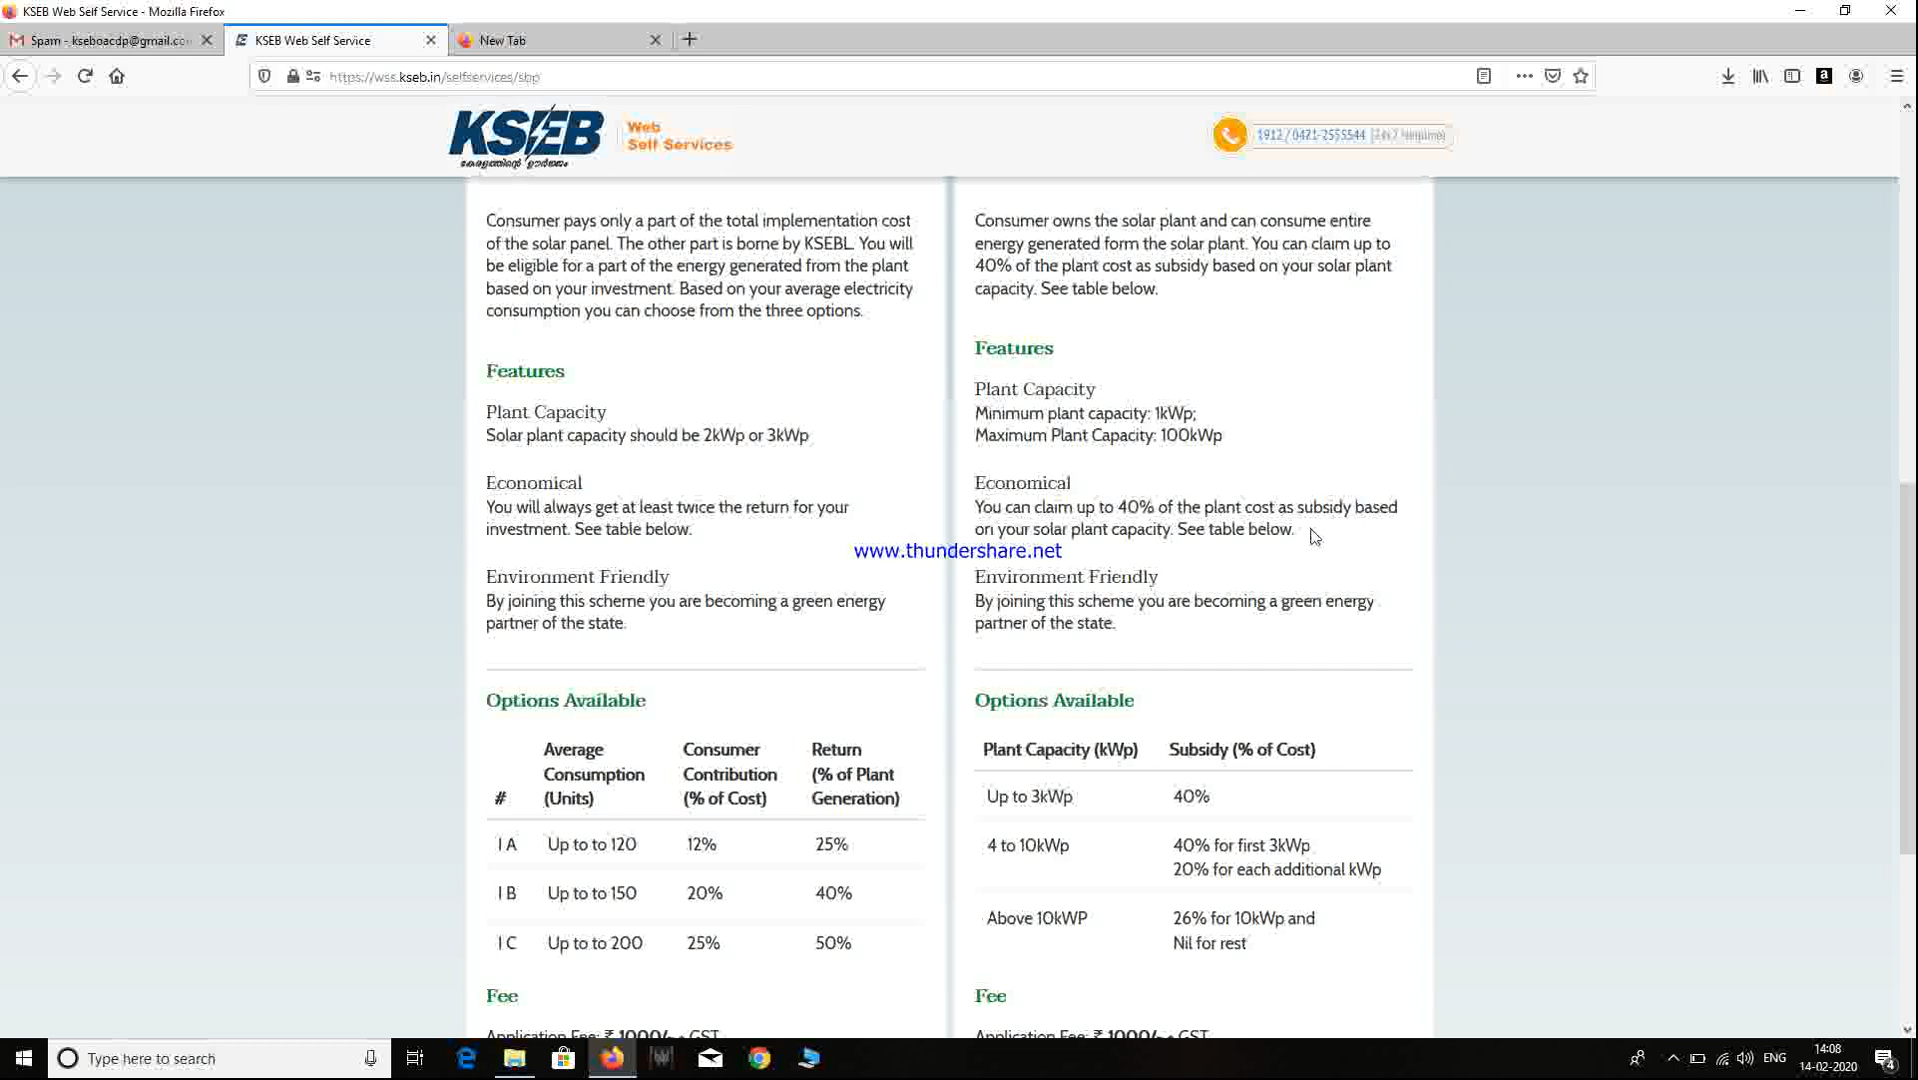 KSEB Web Self Service - Mozilla Firefox
Spam - kseboacdp@gmail.co
KSEB Web Self Service
New Tab
https://wss.kseb.in/selfservices/sbp
KSEB
കേരളത്തിന്റെ ഊർജ്ജം
Web
Self Services
1912 / 0471-2555544
Consumer pays only a part of the total implementation cost
of the solar panel. The other part is borne by KSEBL. You will
be eligible for a part of the energy generated from the plant
based on your investment. Based on your average electricity
consumption you can choose from the three options.
Features
Plant Capacity
Solar plant capacity should be 2kWp or 3kWp
Economical
You will always get at least twice the return for your
investment. See table below.
Environment Friendly
By joining this scheme you are becoming a green energy
partner of the state.
Options Available
# Average Consumption (Units) Consumer Contribution (% of Cost) Return (% of Plant Generation)
I A Up to to 120 12% 25%
I B Up to to 150 20% 40%
I C Up to to 200 25% 50%
Fee
Application Fee: ₹ 1000/- + GST
Consumer owns the solar plant and can consume entire
energy generated form the solar plant. You can claim up to
40% of the plant cost as subsidy based on your solar plant
capacity. See table below.
Features
Plant Capacity
Minimum plant capacity: 1kWp;
Maximum Plant Capacity: 100kWp
Economical
You can claim up to 40% of the plant cost as subsidy based
on your solar plant capacity. See table below.
Environment Friendly
By joining this scheme you are becoming a green energy
partner of the state.
Options Available
Plant Capacity (kWp) Subsidy (% of Cost)
Up to 3kWp 40%
4 to 10kWp 40% for first 3kWp
20% for each additional kWp
Above 10kWP 26% for 10kWp and
Nil for rest
Fee
Application Fee: ₹ 1000/- + GST
www.thundershare.net
Type here to search
ENG
14:08
14-02-2020
4